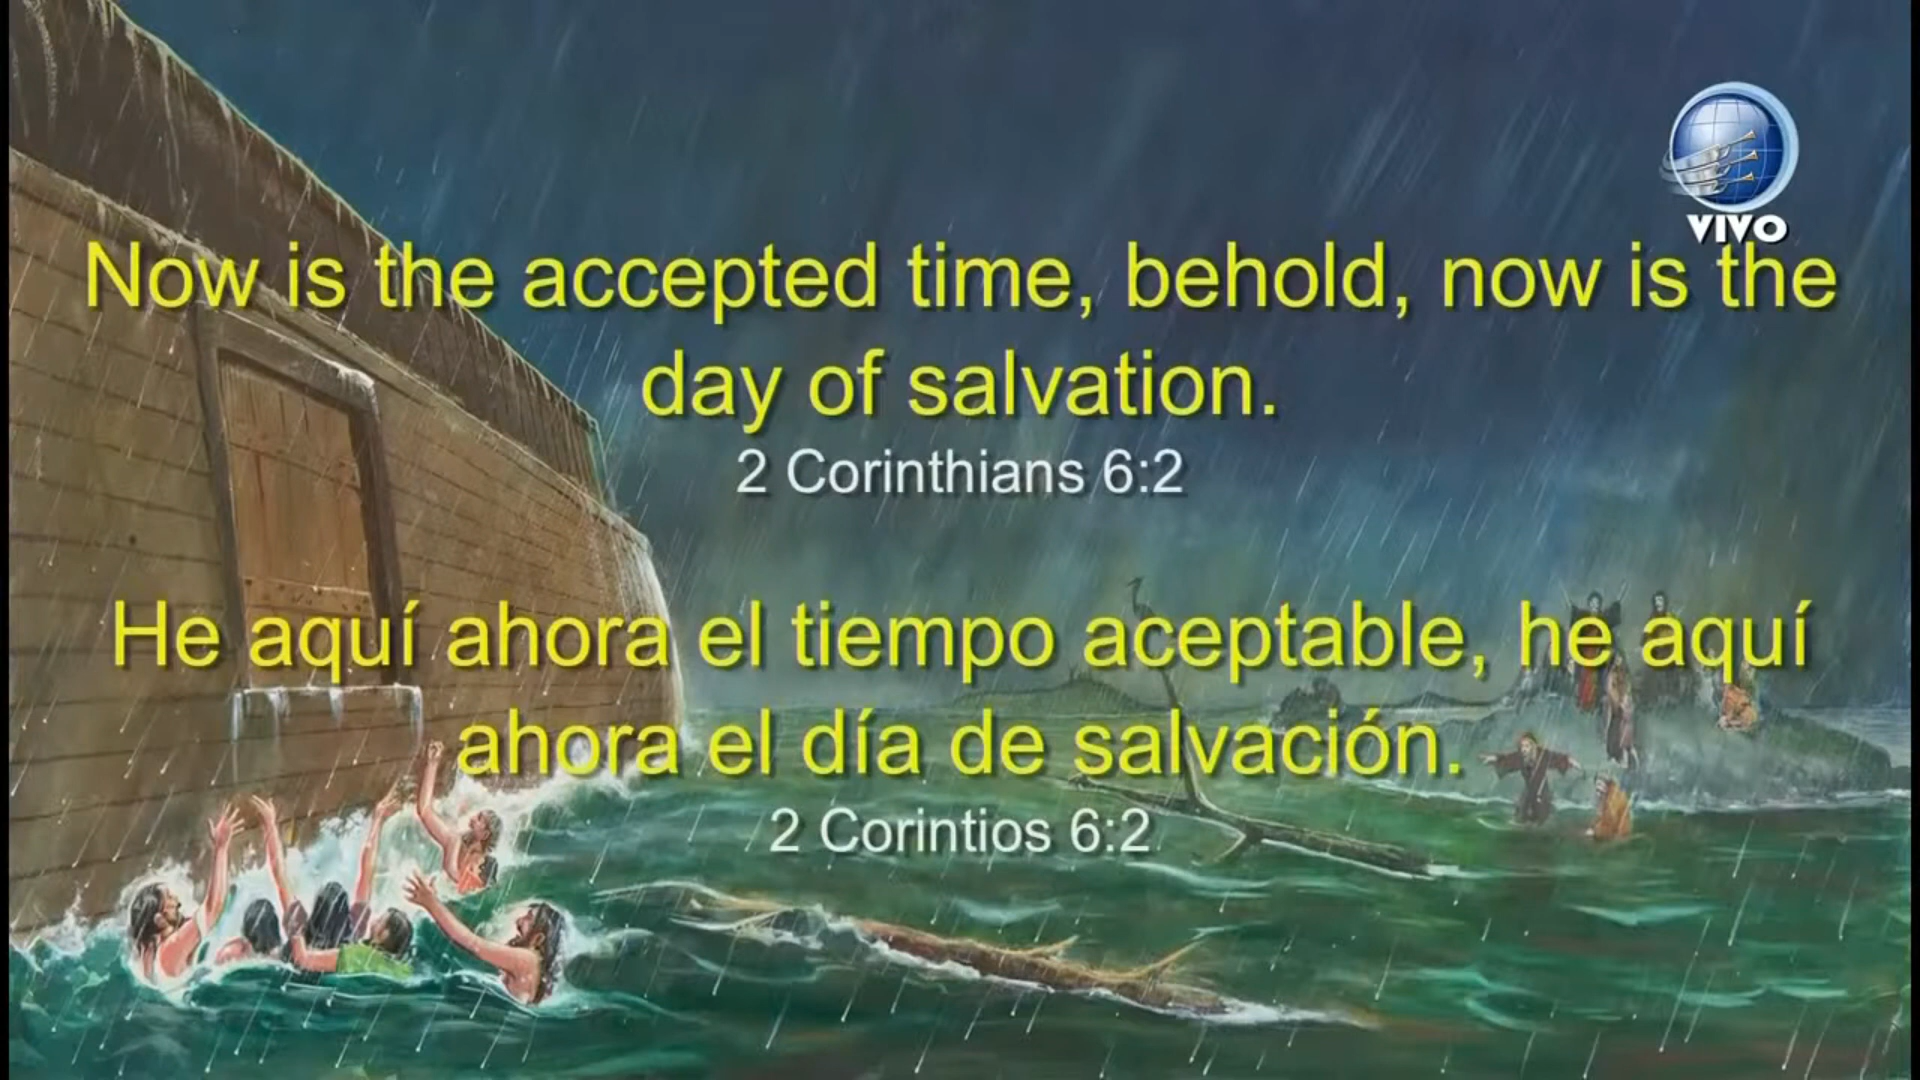 VIVO
Now is the accepted time, behold, now is the
day of salvation.
2 Corinthians 6:2
He aquí ahora el tiempo aceptable, he aquí
ahora el día de salvación.
2 Corintios 6:2